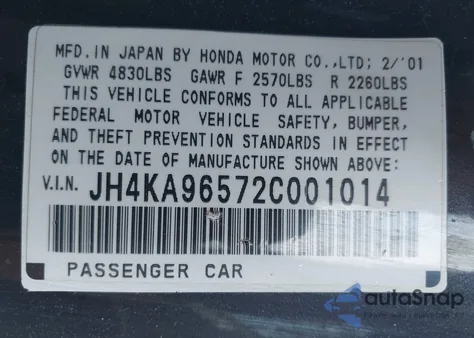 MFD. IN JAPAN BY HONDA MOTOR CO.,LTD; 2/'01
GVWR 4830LBS GAWR F 2570LBS R 2260LBS
THIS VEHICLE CONFORMS TO ALL APPLICABLE
FEDERAL MOTOR VEHICLE SAFETY, BUMPER,
AND THEFT PREVENTION STANDARDS IN EFFECT
ON THE DATE OF MANUFACTURE SHOWN ABOVE:
V.I.N. JH4KA96572C001014
PASSENGER CAR
autoSnap